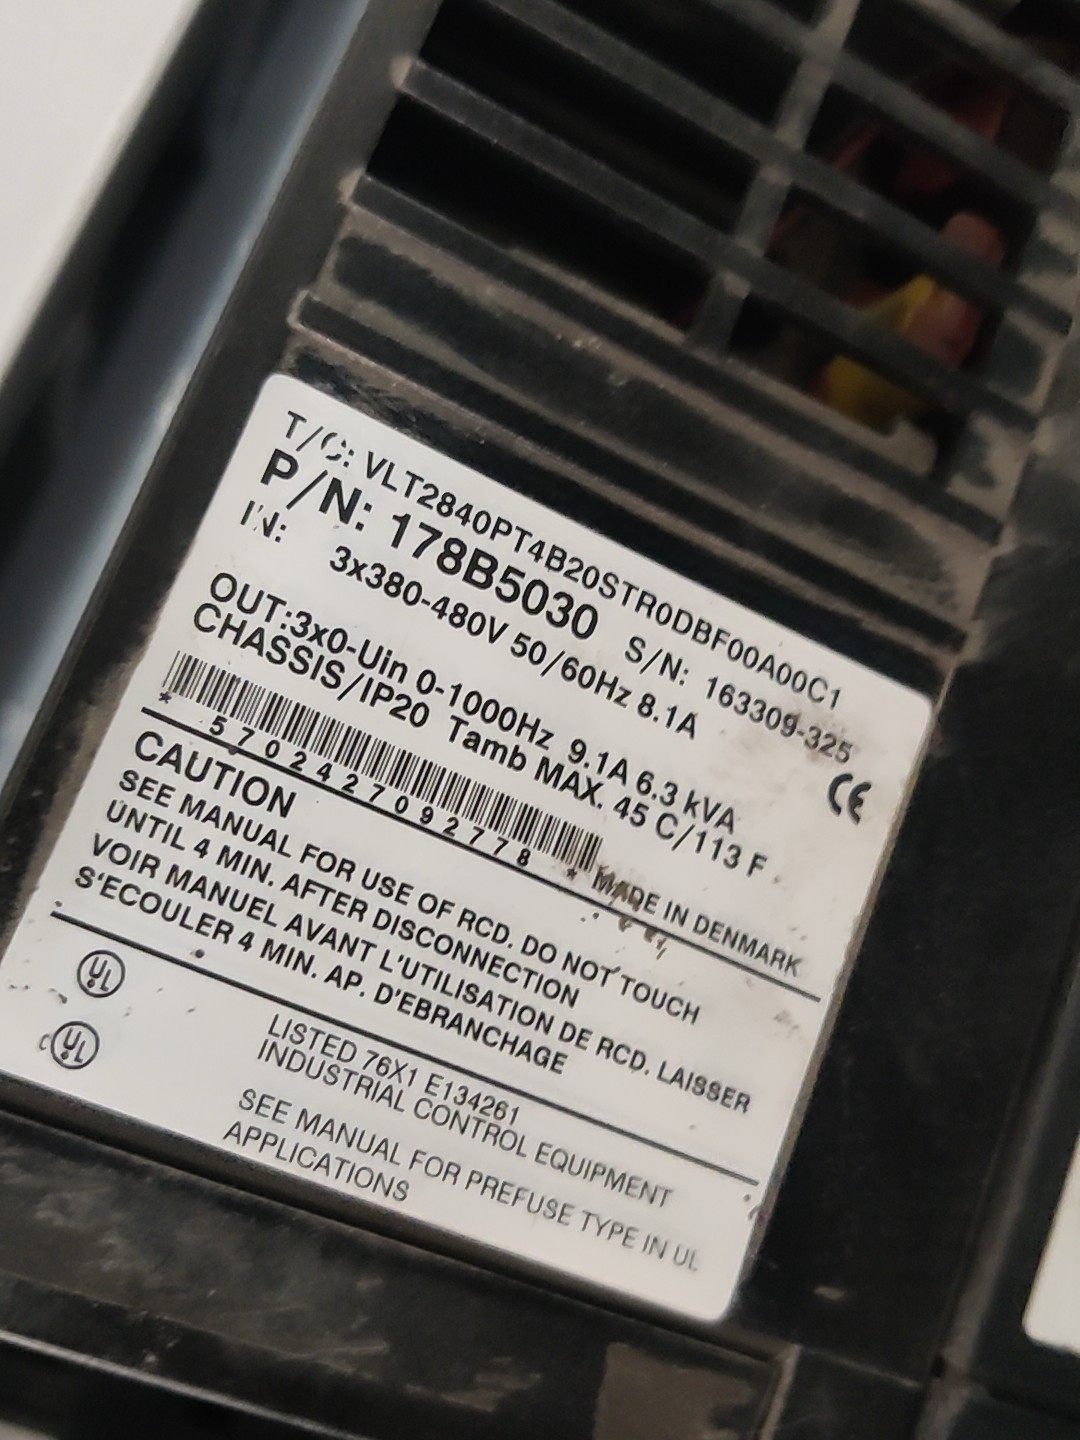 T/C: VLT2840PT4B20STR0DBF00A00C1
P/N: 178B5030 S/N: 163309-325
IN: 3x380-480V 50/60Hz 8.1A
OUT:3x0-Uin 0-1000Hz 9.1A 6.3 kVA
CHASSIS/IP20 Tamb MAX. 45 C/113 F
CE
* 5702427092778 * MADE IN DENMARK
CAUTION
SEE MANUAL FOR USE OF RCD. DO NOT TOUCH
UNTIL 4 MIN. AFTER DISCONNECTION
VOIR MANUEL AVANT L'UTILISATION DE RCD. LAISSER
S'ECOULER 4 MIN. AP. D'EBRANCHAGE
UL
LISTED 76X1 E134261
c UL
INDUSTRIAL CONTROL EQUIPMENT
SEE MANUAL FOR PREFUSE TYPE IN UL
APPLICATIONS